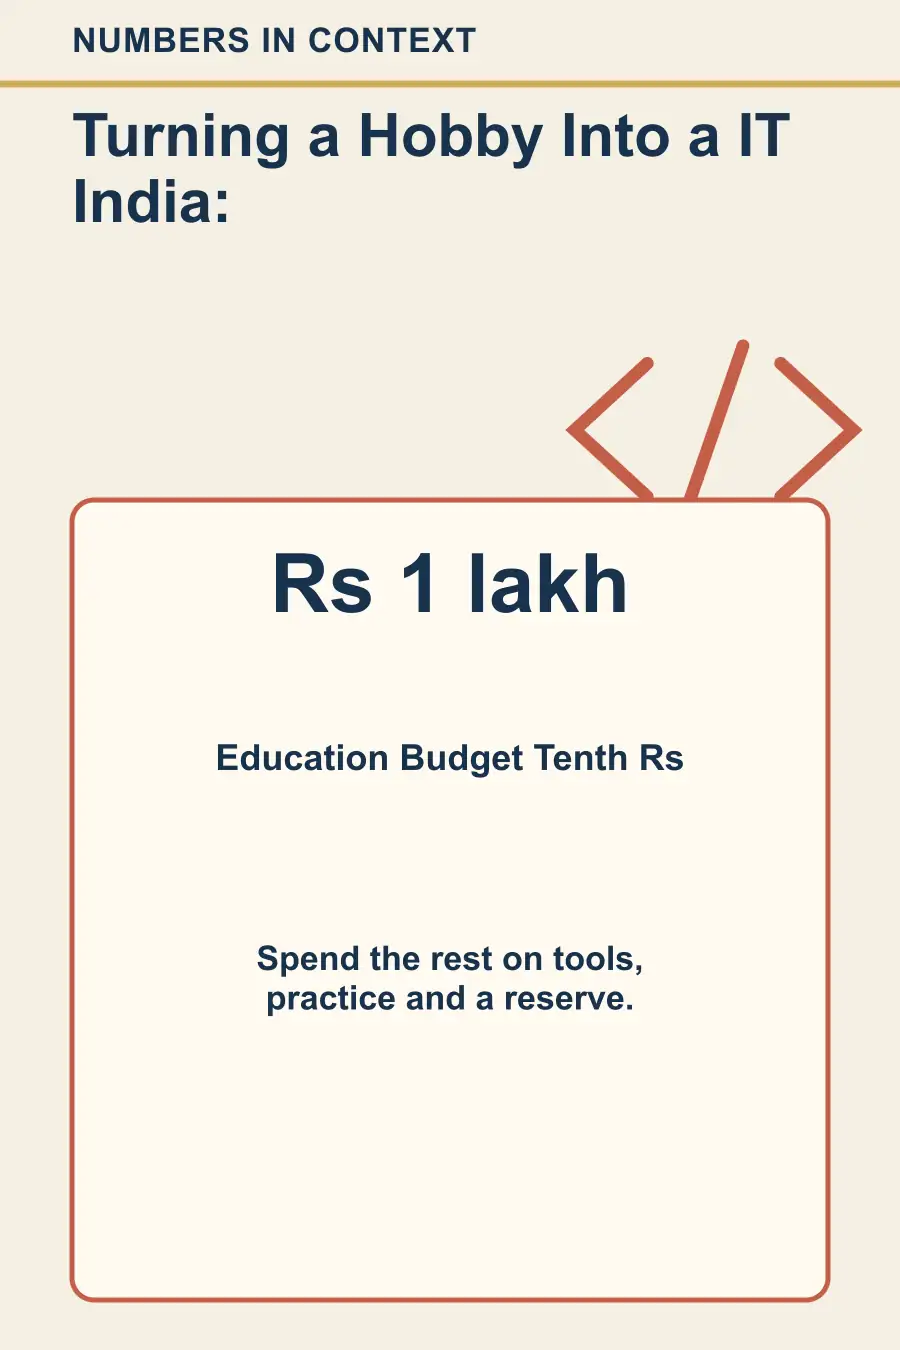 NUMBERS IN CONTEXT
Turning a Hobby Into a IT
India:
Rs 1 lakh
Education Budget Tenth Rs
Spend the rest on tools,
practice and a reserve.